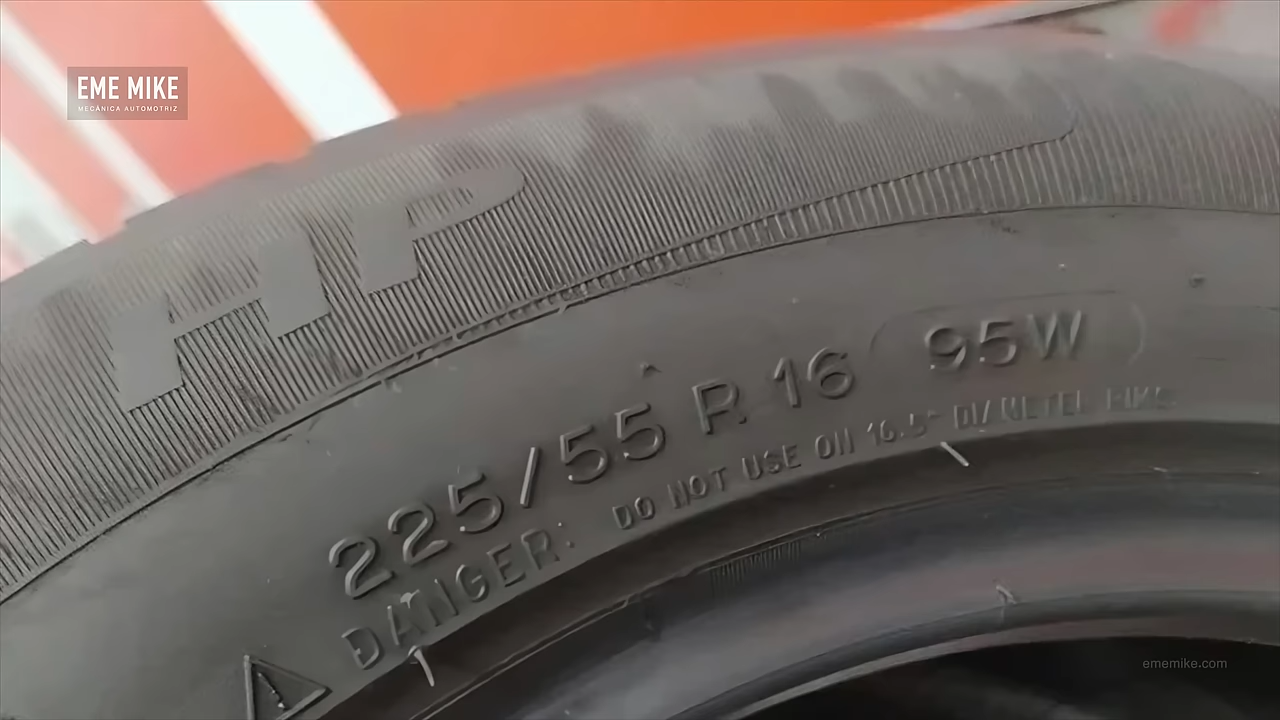 EME MIKE
MECÁNICA AUTOMOTRIZ
HP
225/55 R 16 95W
DANGER: DO NOT USE ON 16.5" DIAMETER RIMS
ememike.com